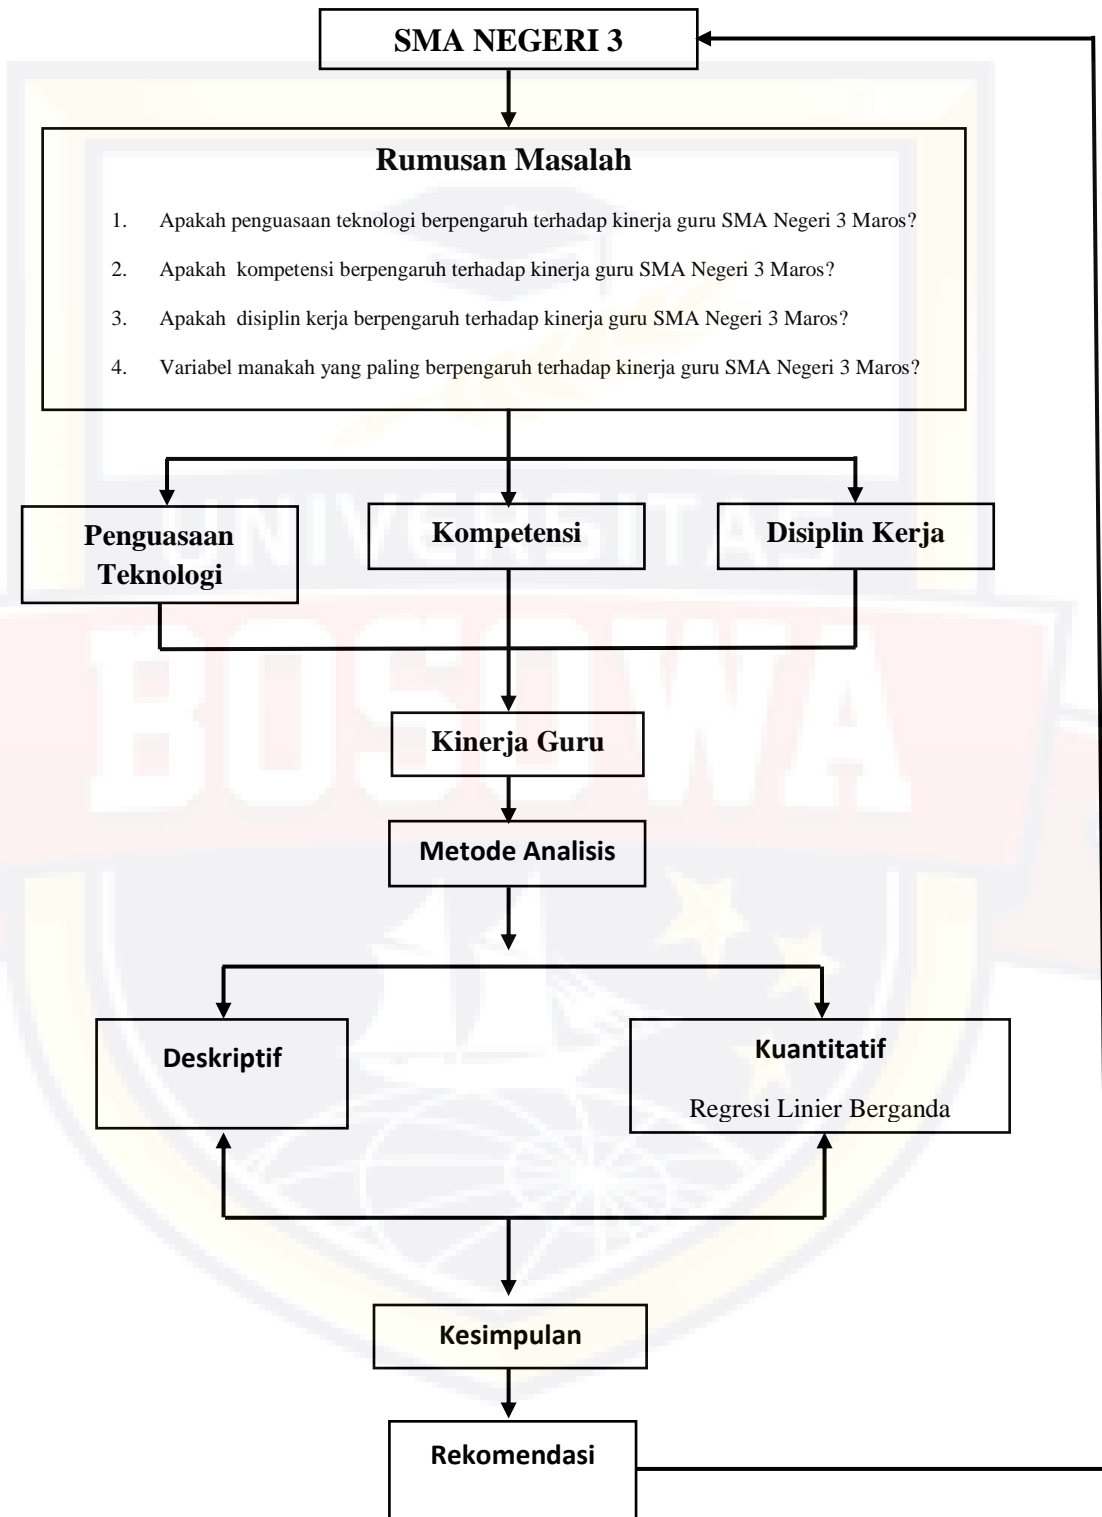 SMA NEGERI 3
Rumusan Masalah
1. Apakah penguasaan teknologi berpengaruh terhadap kinerja guru SMA Negeri 3 Maros?
2. Apakah kompetensi berpengaruh terhadap kinerja guru SMA Negeri 3 Maros?
3. Apakah disiplin kerja berpengaruh terhadap kinerja guru SMA Negeri 3 Maros?
4. Variabel manakah yang paling berpengaruh terhadap kinerja guru SMA Negeri 3 Maros?
UNIVERSITAS
Penguasaan
Teknologi
Kompetensi
Disiplin Kerja
BOSOWA
Kinerja Guru
Metode Analisis
Deskriptif
Kuantitatif
Regresi Linier Berganda
Kesimpulan
Rekomendasi